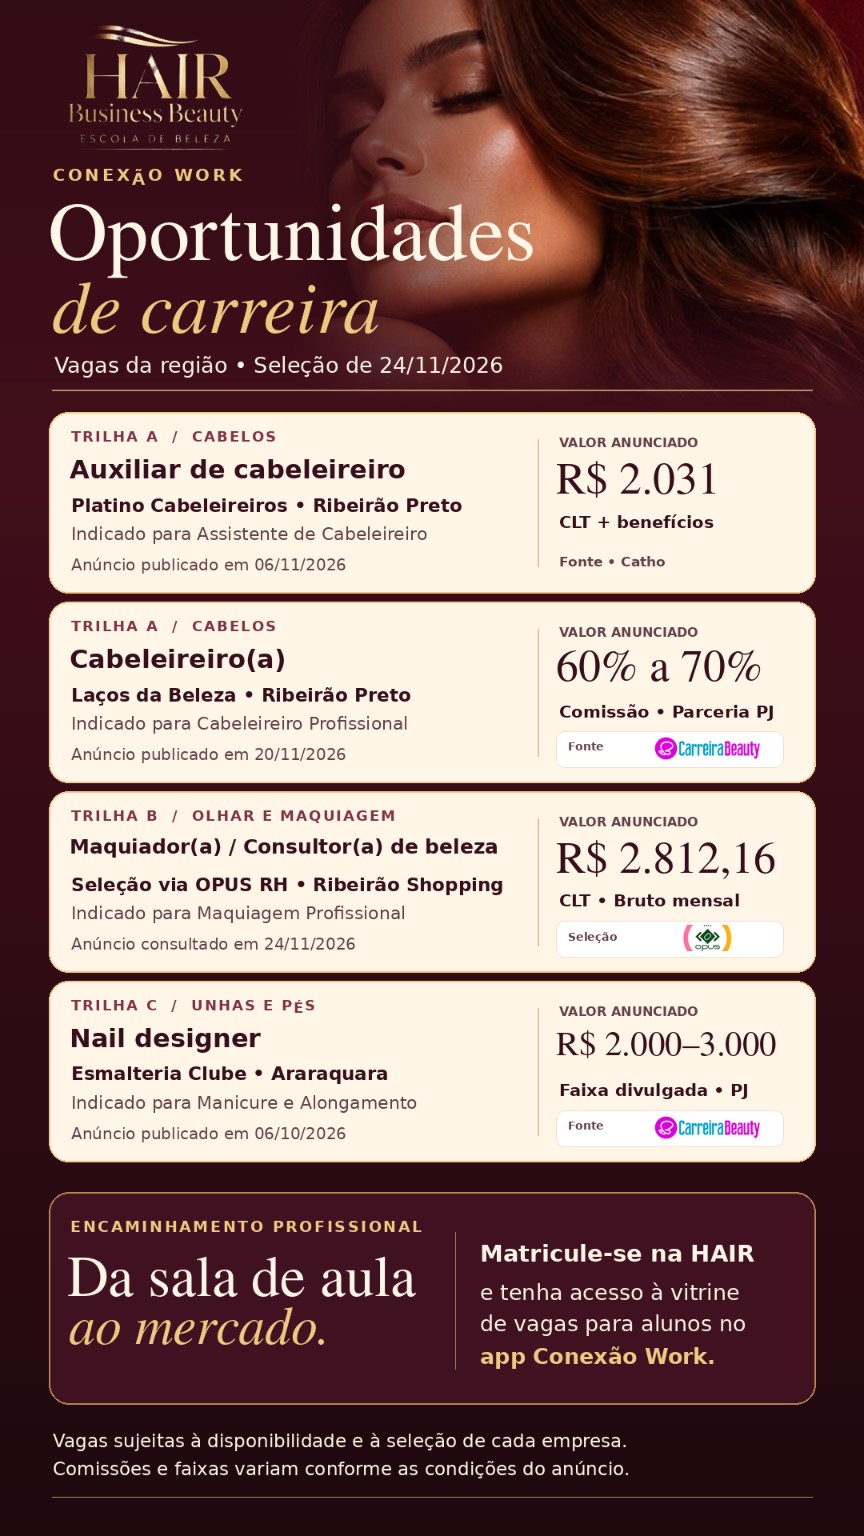 HAIR
Business Beauty
ESCOLA DE BELEZA
CONEXÃO WORK
Oportunidades
de carreira
Vagas da região • Seleção de 24/11/2026
TRILHA A / CABELOS
Auxiliar de cabeleireiro
Platino Cabeleireiros • Ribeirão Preto
Indicado para Assistente de Cabeleireiro
Anúncio publicado em 06/11/2026
VALOR ANUNCIADO
R$ 2.031
CLT + benefícios
Fonte • Catho
TRILHA A / CABELOS
Cabeleireiro(a)
Laços da Beleza • Ribeirão Preto
Indicado para Cabeleireiro Profissional
Anúncio publicado em 20/11/2026
VALOR ANUNCIADO
60% a 70%
Comissão • Parceria PJ
Fonte CarreiraBeauty
TRILHA B / OLHAR E MAQUIAGEM
Maquiador(a) / Consultor(a) de beleza
Seleção via OPUS RH • Ribeirão Shopping
Indicado para Maquiagem Profissional
Anúncio consultado em 24/11/2026
VALOR ANUNCIADO
R$ 2.812,16
CLT • Bruto mensal
Seleção opus
TRILHA C / UNHAS E PÉS
Nail designer
Esmalteria Clube • Araraquara
Indicado para Manicure e Alongamento
Anúncio publicado em 06/10/2026
VALOR ANUNCIADO
R$ 2.000–3.000
Faixa divulgada • PJ
Fonte CarreiraBeauty
ENCAMINHAMENTO PROFISSIONAL
Da sala de aula
ao mercado.
Matricule-se na HAIR
e tenha acesso à vitrine
de vagas para alunos no
app Conexão Work.
Vagas sujeitas à disponibilidade e à seleção de cada empresa.
Comissões e faixas variam conforme as condições do anúncio.